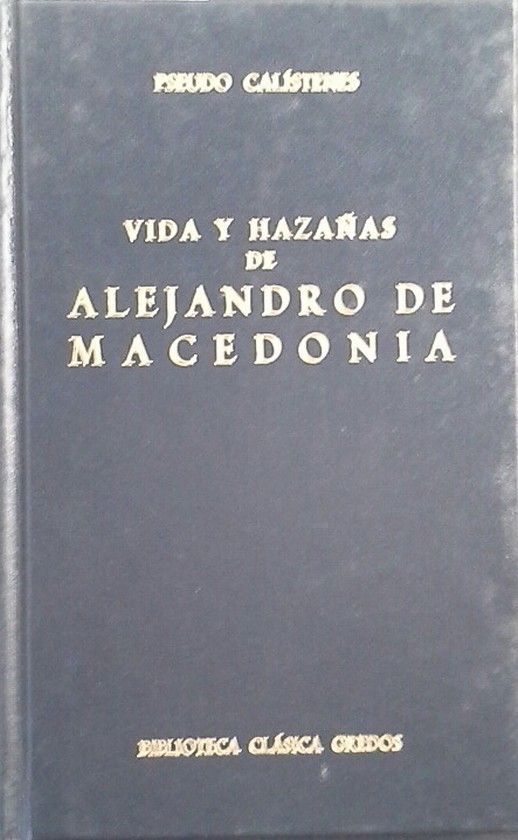 PSEUDO CALÍSTENES
VIDA Y HAZAÑAS
DE
ALEJANDRO DE
MACEDONIA
BIBLIOTECA CLÁSICA GREDOS